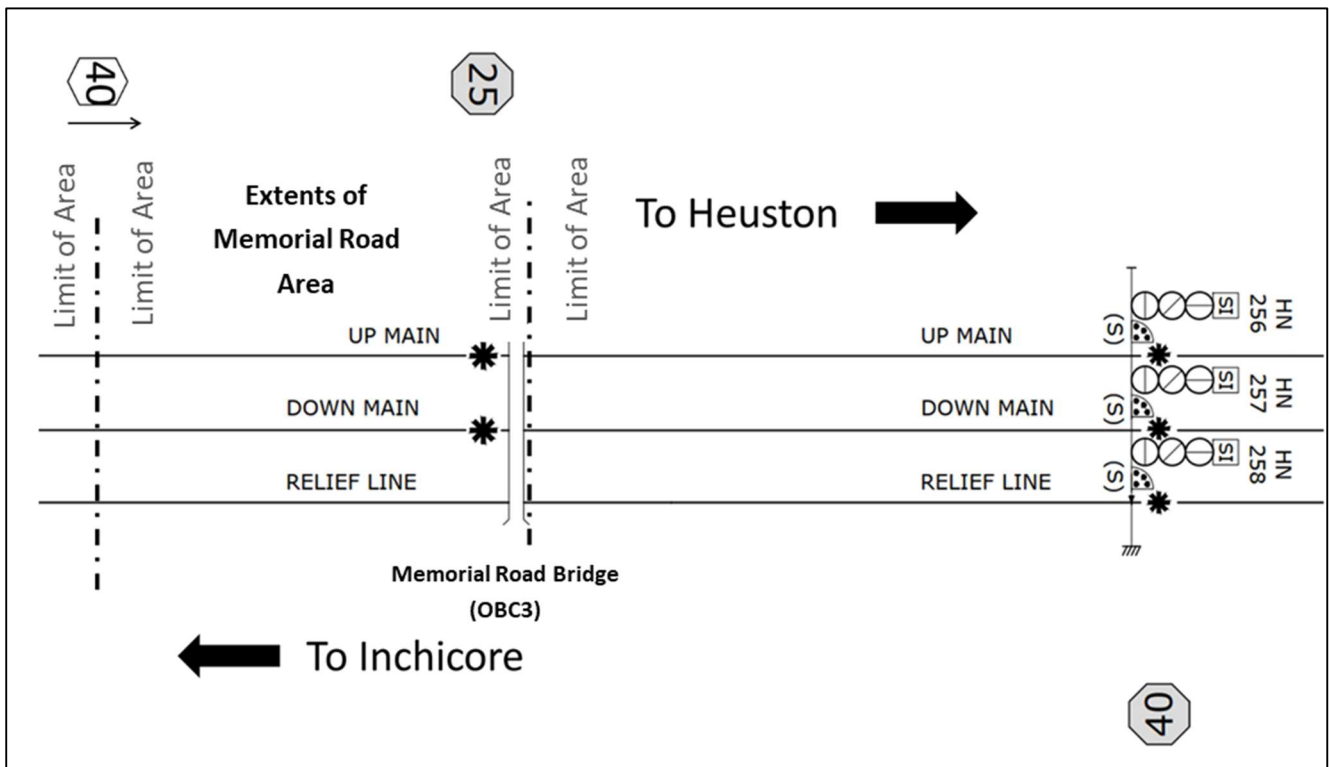 40
25
Limit of Area
Limit of Area
Extents of
Memorial Road
Area
Limit of Area
Limit of Area
To Heuston
UP MAIN
DOWN MAIN
RELIEF LINE
UP MAIN
DOWN MAIN
RELIEF LINE
(S)
SI
HN
256
(S)
SI
HN
257
(S)
SI
HN
258
Memorial Road Bridge
(OBC3)
To Inchicore
40